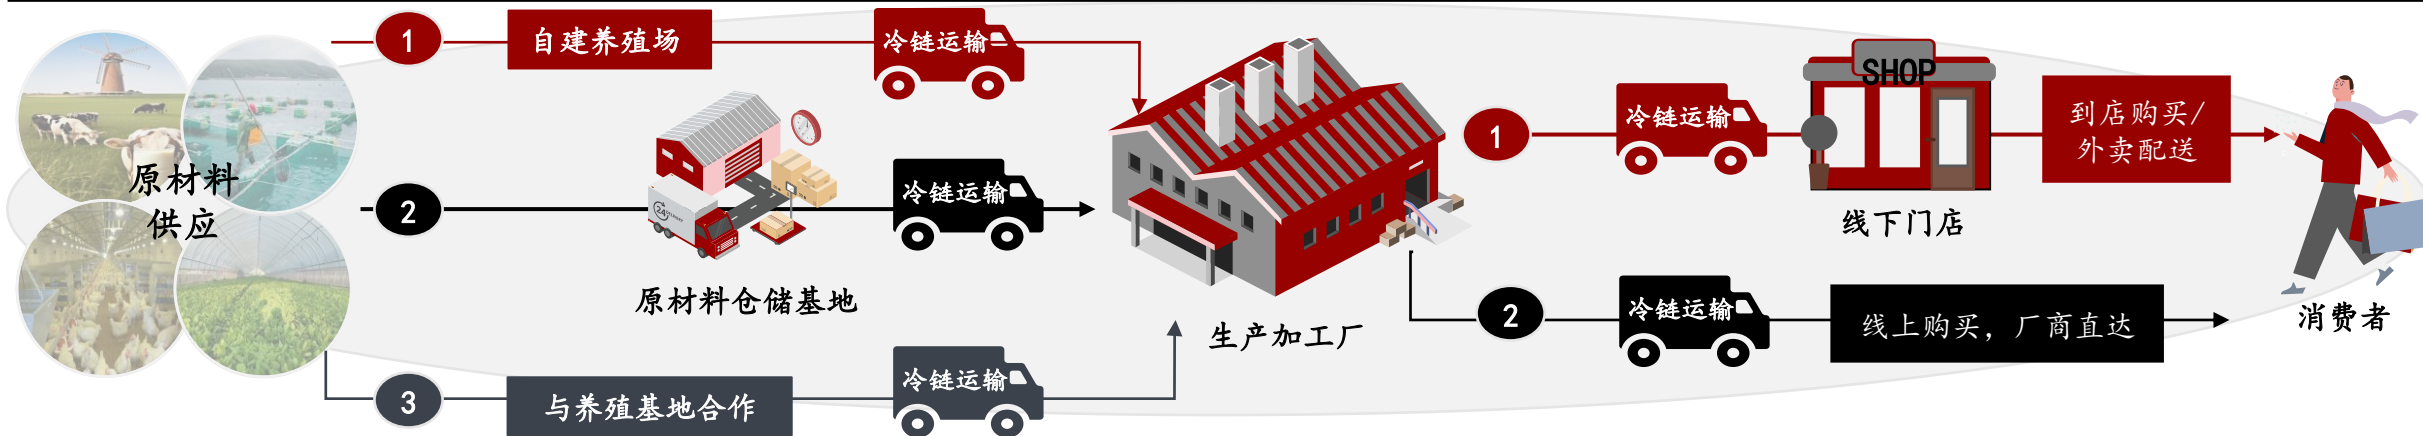 原材料
供应
1
自建养殖场
冷链运输
2
24
原材料仓储基地
冷链运输
3
与养殖基地合作
冷链运输
生产加工厂
1
冷链运输
SHOP
线下门店
到店购买/
外卖配送
2
冷链运输
线上购买，厂商直达
消费者